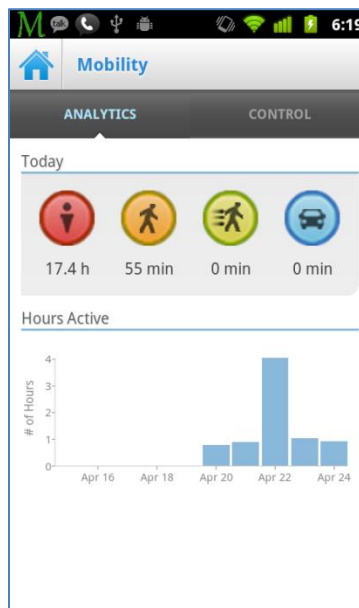 M talk 6:19
Mobility
ANALYTICS CONTROL
Today
17.4 h 55 min 0 min 0 min
Hours Active
# of Hours
4
3
2
1
0
Apr 16 Apr 18 Apr 20 Apr 22 Apr 24